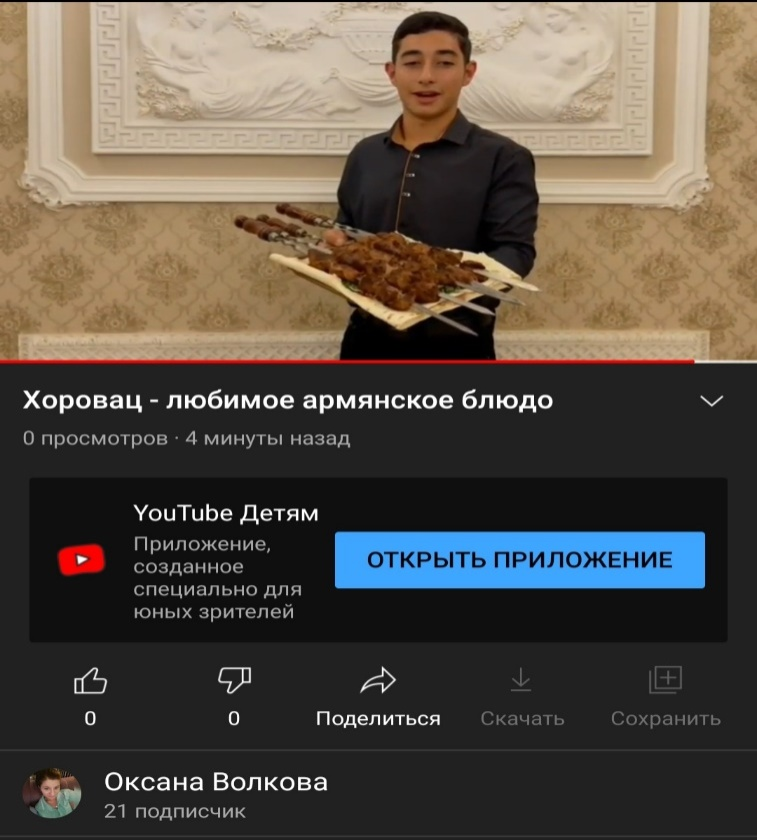 Хоровац - любимое армянское блюдо
0 просмотров · 4 минуты назад
YouTube Детям
Приложение,
созданное
специально для
юных зрителей
ОТКРЫТЬ ПРИЛОЖЕНИЕ
0
0
Поделиться
Скачать
Сохранить
Оксана Волкова
21 подписчик